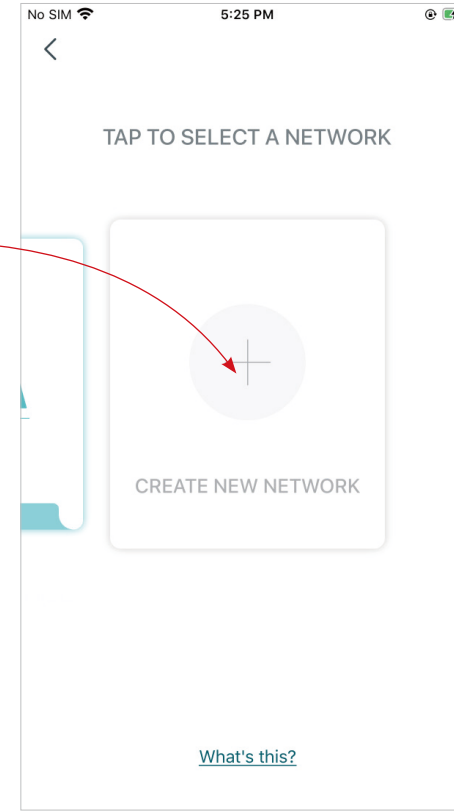 No SIM 5:25 PM
TAP TO SELECT A NETWORK
CREATE NEW NETWORK
What's this?